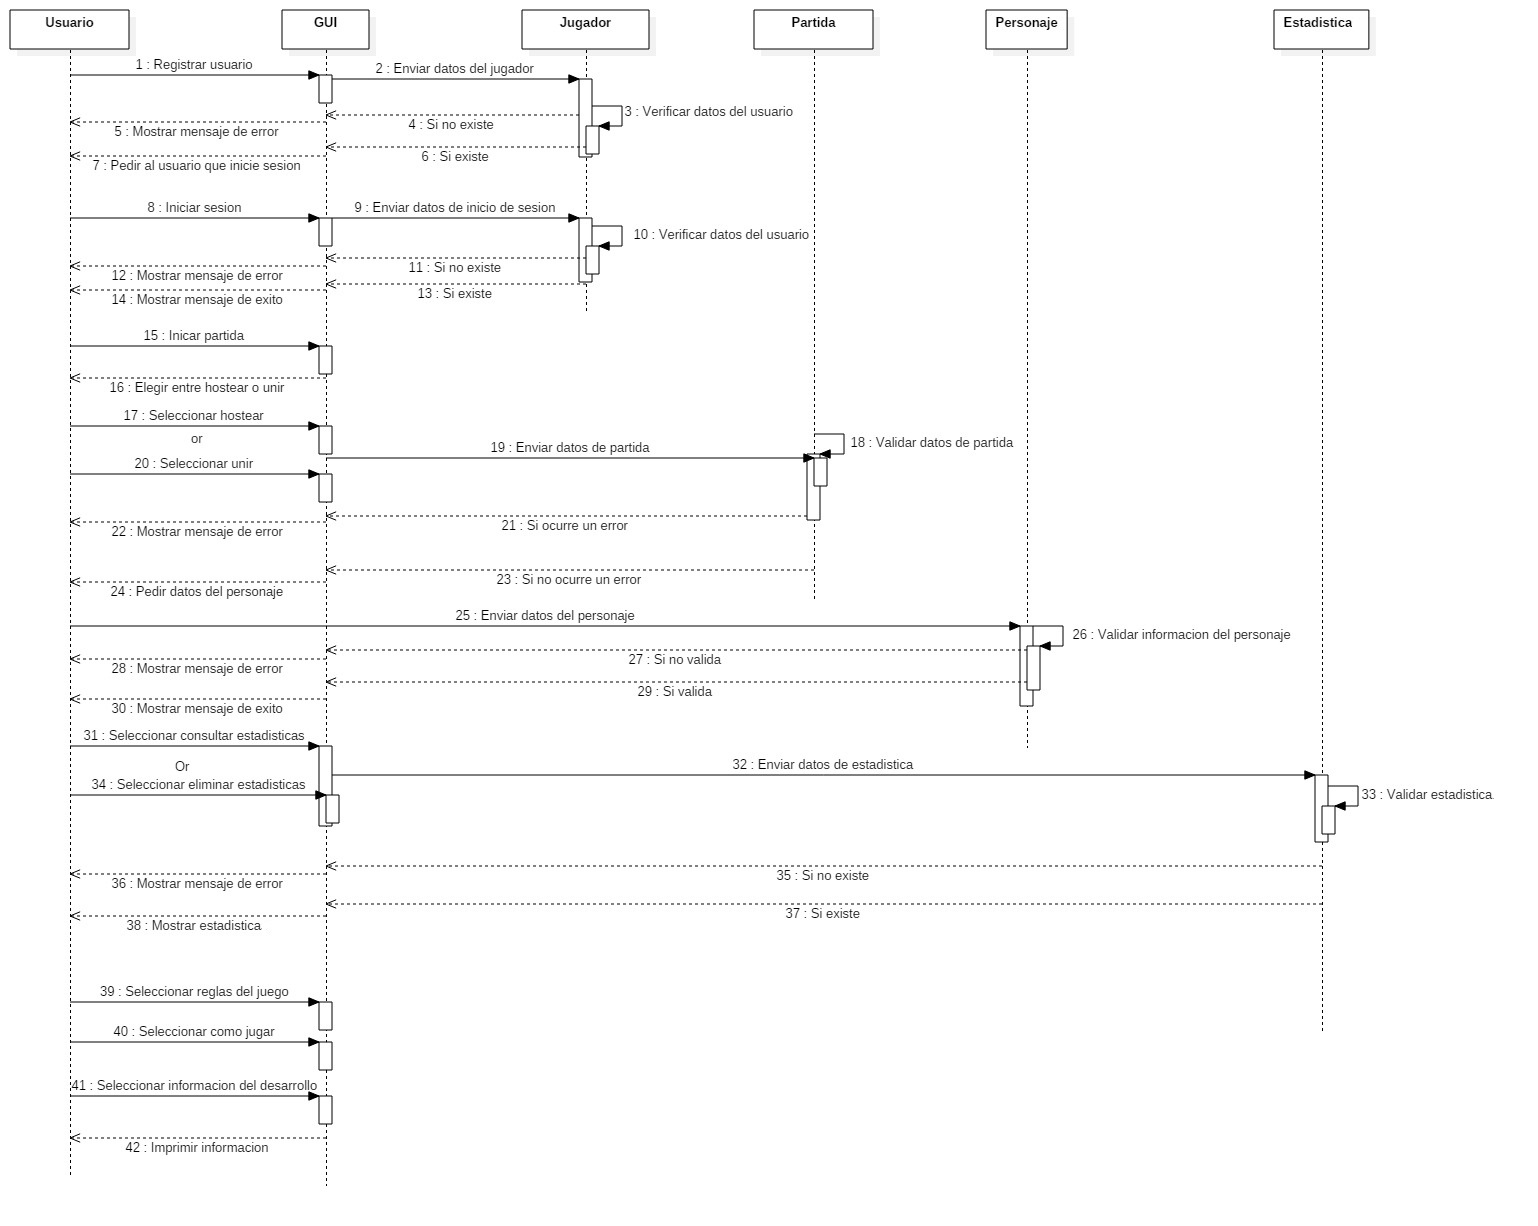 Usuario
GUI
Jugador
Partida
Personaje
Estadistica
1 : Registrar usuario
2 : Enviar datos del jugador
3 : Verificar datos del usuario
4 : Si no existe
5 : Mostrar mensaje de error
6 : Si existe
7 : Pedir al usuario que inicie sesion
8 : Iniciar sesion
9 : Enviar datos de inicio de sesion
10 : Verificar datos del usuario
11 : Si no existe
12 : Mostrar mensaje de error
13 : Si existe
14 : Mostrar mensaje de exito
15 : Inicar partida
16 : Elegir entre hostear o unir
17 : Seleccionar hostear
or
18 : Validar datos de partida
19 : Enviar datos de partida
20 : Seleccionar unir
21 : Si ocurre un error
22 : Mostrar mensaje de error
23 : Si no ocurre un error
24 : Pedir datos del personaje
25 : Enviar datos del personaje
26 : Validar informacion del personaje
27 : Si no valida
28 : Mostrar mensaje de error
29 : Si valida
30 : Mostrar mensaje de exito
31 : Seleccionar consultar estadisticas
Or
32 : Enviar datos de estadistica
33 : Validar estadistica
34 : Seleccionar eliminar estadisticas
35 : Si no existe
36 : Mostrar mensaje de error
37 : Si existe
38 : Mostrar estadistica
39 : Seleccionar reglas del juego
40 : Seleccionar como jugar
41 : Seleccionar informacion del desarrollo
42 : Imprimir informacion